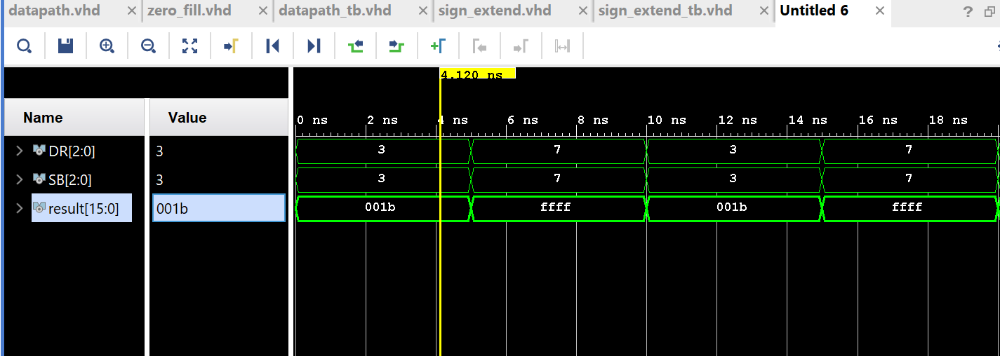 datapath.vhd × zero_fill.vhd × datapath_tb.vhd × sign_extend.vhd × sign_extend_tb.vhd × Untitled 6 × ?
4.120 ns
Name Value
0 ns 2 ns 4 ns 6 ns 8 ns 10 ns 12 ns 14 ns 16 ns 18 ns
DR[2:0] 3 3 7 3 7
SB[2:0] 3 3 7 3 7
result[15:0] 001b 001b ffff 001b ffff